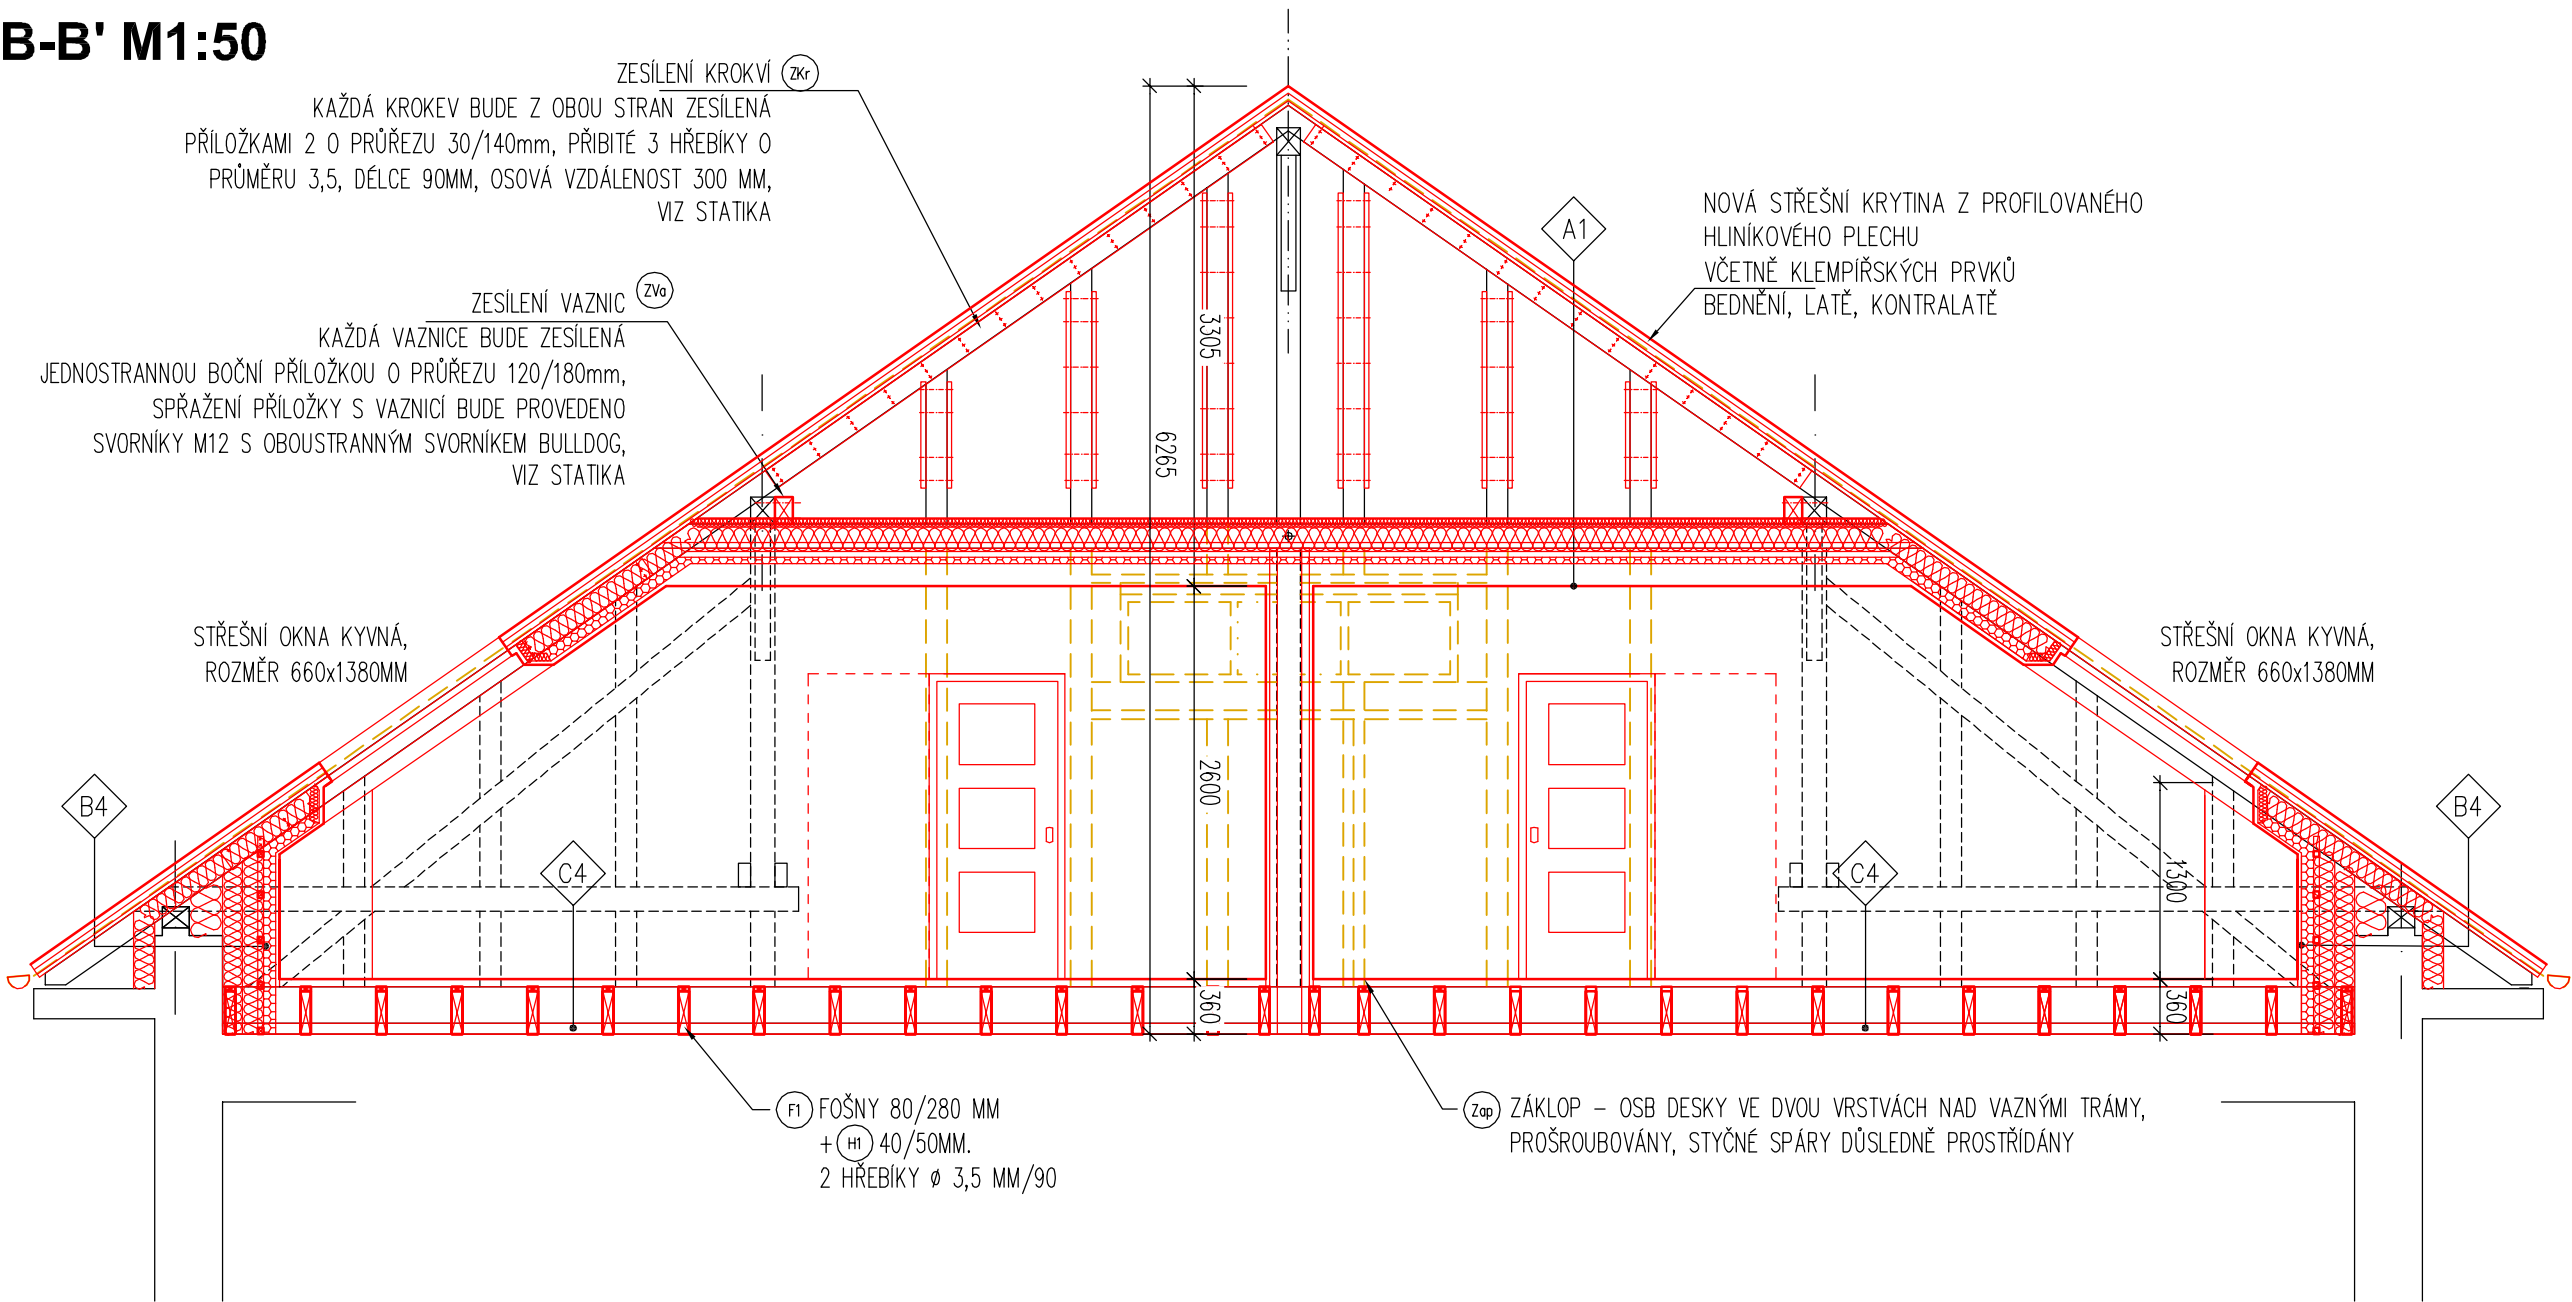 B-B' M1:50
ZESÍLENÍ KROKVÍ ZKr
KAŽDÁ KROKEV BUDE Z OBOU STRAN ZESÍLENÁ
PŘÍLOŽKAMI 2 O PRŮŘEZU 30/140mm, PŘIBITÉ 3 HŘEBÍKY O
PRŮMĚRU 3,5, DÉLCE 90MM, OSOVÁ VZDÁLENOST 300 MM,
VIZ STATIKA
ZESÍLENÍ VAZNIC ZVa
KAŽDÁ VAZNICE BUDE ZESÍLENÁ
JEDNOSTRANNOU BOČNÍ PŘÍLOŽKOU O PRŮŘEZU 120/180mm,
SPŘAŽENÍ PŘÍLOŽKY S VAZNICÍ BUDE PROVEDENO
SVORNÍKY M12 S OBOUSTRANNÝM SVORNÍKEM BULLDOG,
VIZ STATIKA
A1
NOVÁ STŘEŠNÍ KRYTINA Z PROFILOVANÉHO
HLINÍKOVÉHO PLECHU
VČETNĚ KLEMPÍŘSKÝCH PRVKŮ
BEDNĚNÍ, LATĚ, KONTRALATĚ
3305
6265
STŘEŠNÍ OKNA KYVNÁ,
ROZMĚR 660x1380MM
STŘEŠNÍ OKNA KYVNÁ,
ROZMĚR 660x1380MM
B4
C4
2600
360
C4
1300
360
B4
F1 FOŠNY 80/280 MM
+ H1 40/50MM.
2 HŘEBÍKY ø 3,5 MM/90
Zap ZÁKLOP – OSB DESKY VE DVOU VRSTVÁCH NAD VAZNÝMI TRÁMY,
PROŠROUBOVÁNY, STYČNÉ SPÁRY DŮSLEDNĚ PROSTŘÍDÁNY